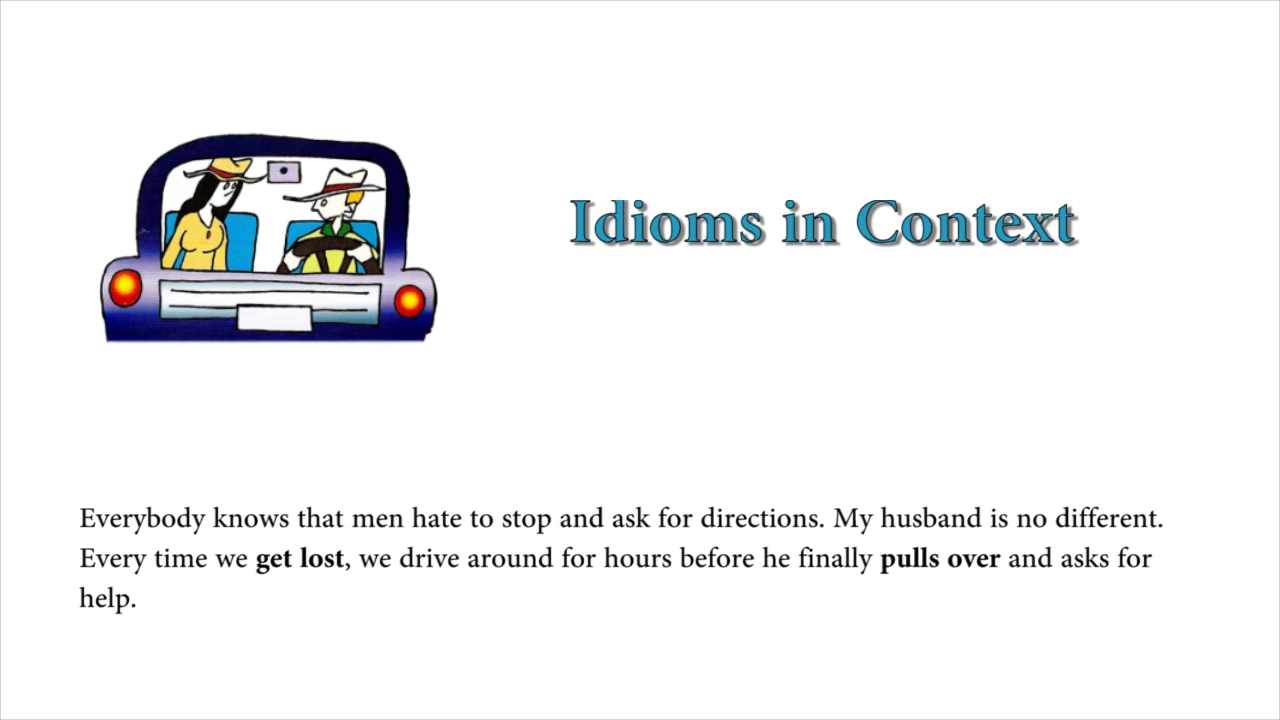 Idioms in Context
Everybody knows that men hate to stop and ask for directions. My husband is no different.
Every time we get lost, we drive around for hours before he finally pulls over and asks for
help.